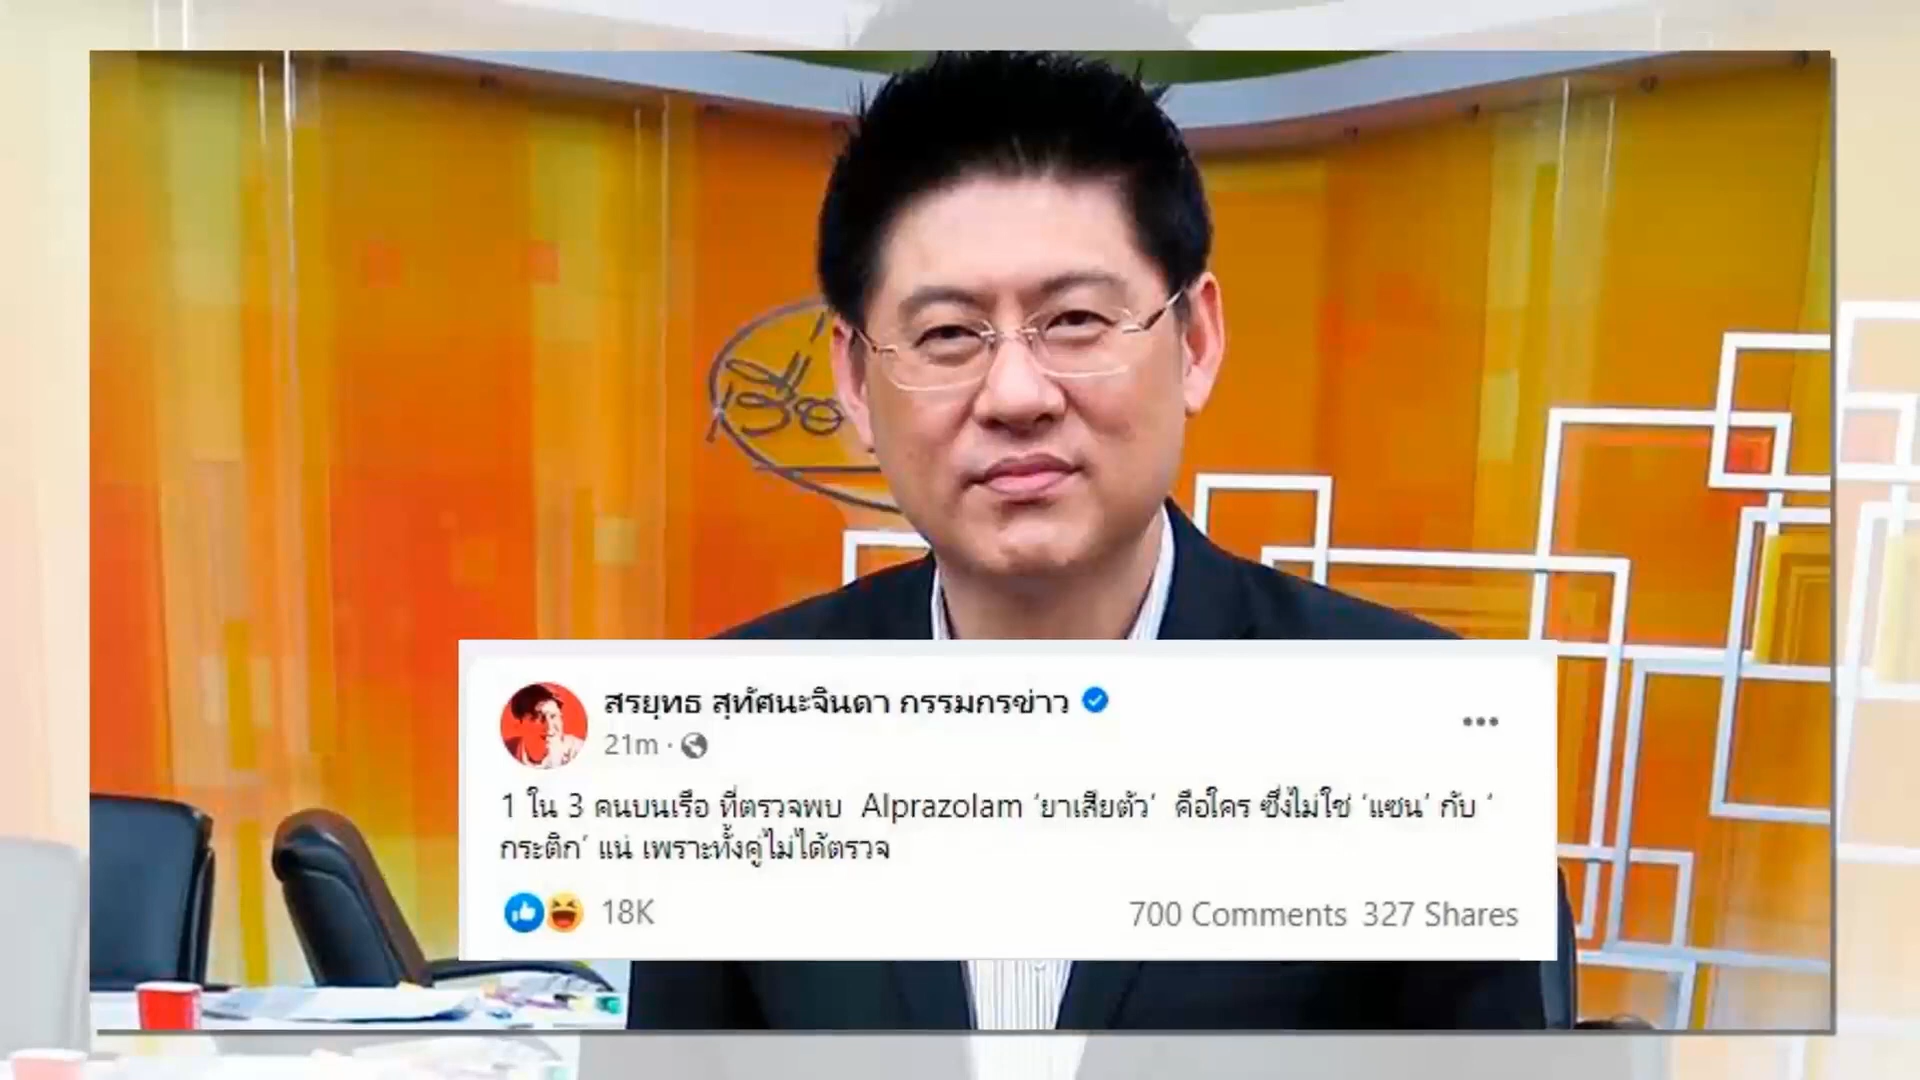 สรยุทธ สุทัศนะจินดา กรรมกรข่าว
21m ·
1 ใน 3 คนบนเรือ ที่ตรวจพบ Alprazolam ‘ยาเสียตัว’ คือใคร ซึ่งไม่ใช่ ‘แซน’ กับ ‘
กระติก’ แน่ เพราะทั้งคู่ไม่ได้ตรวจ
18K
700 Comments 327 Shares